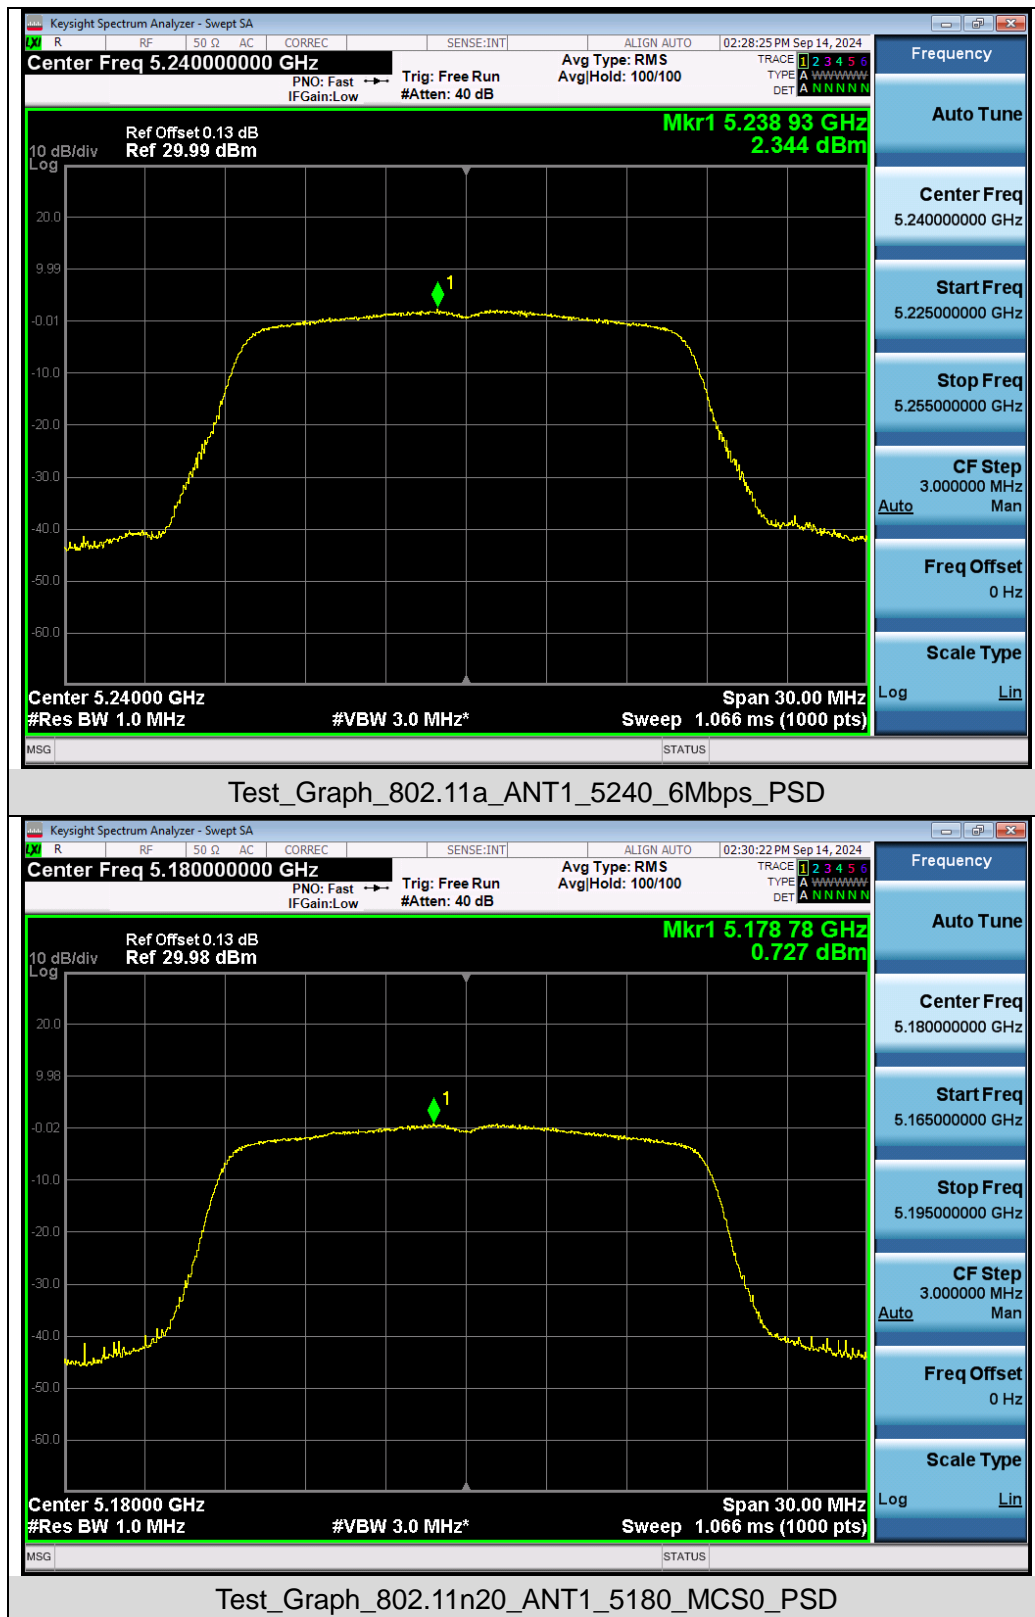 Keysight Spectrum Analyzer - Swept SA
LXI R RF 50 Ω AC CORREC SENSE:INT ALIGN AUTO 02:28:25 PM Sep 14, 2024
Center Freq 5.240000000 GHz
PNO: Fast
IFGain:Low
Trig: Free Run
#Atten: 40 dB
Avg Type: RMS
Avg|Hold: 100/100
TRACE 1 2 3 4 5 6
TYPE A WWWWW
DET A N N N N N
Ref Offset 0.13 dB
Ref 29.99 dBm
10 dB/div
Log
Mkr1 5.238 93 GHz
2.344 dBm
1
20.0
9.99
-0.01
-10.0
-20.0
-30.0
-40.0
-50.0
-60.0
Center 5.24000 GHz
Span 30.00 MHz
#Res BW 1.0 MHz
#VBW 3.0 MHz*
Sweep 1.066 ms (1000 pts)
MSG
STATUS
Frequency
Auto Tune
Center Freq
5.240000000 GHz
Start Freq
5.225000000 GHz
Stop Freq
5.255000000 GHz
CF Step
3.000000 MHz
Auto Man
Freq Offset
0 Hz
Scale Type
Log Lin
Test_Graph_802.11a_ANT1_5240_6Mbps_PSD
Keysight Spectrum Analyzer - Swept SA
LXI R RF 50 Ω AC CORREC SENSE:INT ALIGN AUTO 02:30:22 PM Sep 14, 2024
Center Freq 5.180000000 GHz
PNO: Fast
IFGain:Low
Trig: Free Run
#Atten: 40 dB
Avg Type: RMS
Avg|Hold: 100/100
TRACE 1 2 3 4 5 6
TYPE A WWWWW
DET A N N N N N
Ref Offset 0.13 dB
Ref 29.98 dBm
10 dB/div
Log
Mkr1 5.178 78 GHz
0.727 dBm
1
20.0
9.98
-0.02
-10.0
-20.0
-30.0
-40.0
-50.0
-60.0
Center 5.18000 GHz
Span 30.00 MHz
#Res BW 1.0 MHz
#VBW 3.0 MHz*
Sweep 1.066 ms (1000 pts)
MSG
STATUS
Frequency
Auto Tune
Center Freq
5.180000000 GHz
Start Freq
5.165000000 GHz
Stop Freq
5.195000000 GHz
CF Step
3.000000 MHz
Auto Man
Freq Offset
0 Hz
Scale Type
Log Lin
Test_Graph_802.11n20_ANT1_5180_MCS0_PSD